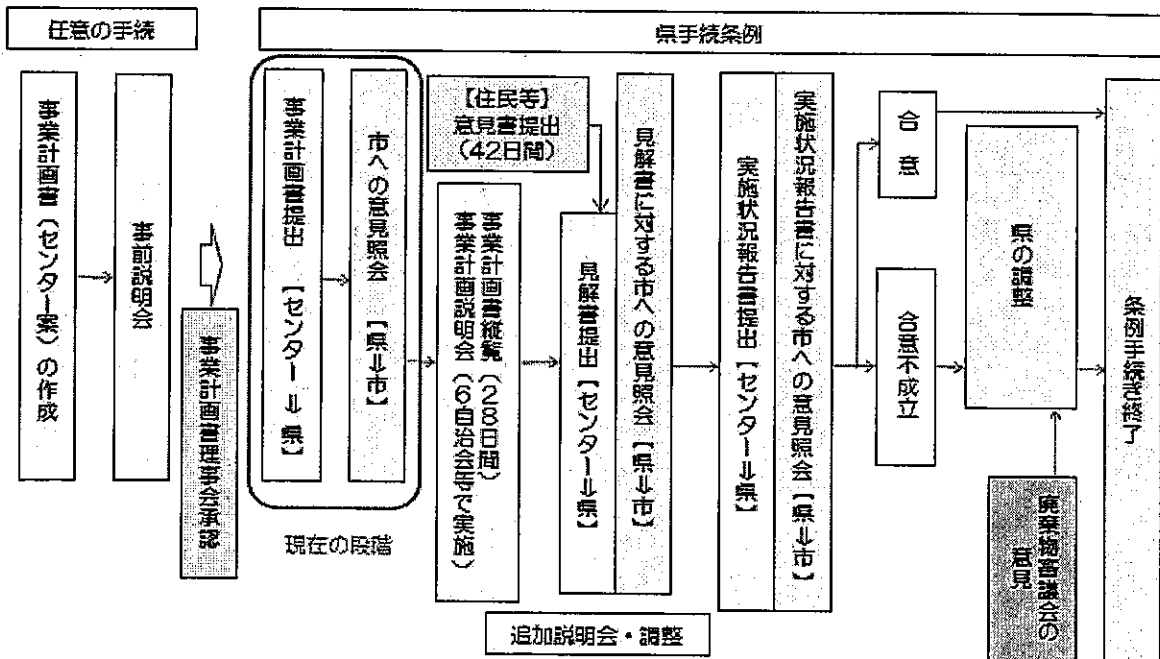 任意の手続
県手続条例
事業計画書（センター案）の作成
事前説明会
事業計画書理事会承認
事業計画書提出　【センター⇒県】
市への意見照会　【県⇒市】
現在の段階
【住民等】
意見書提出
（42日間）
事業計画書縦覧（28日間）
事業計画説明会（6自治会等で実施）
見解書提出【センター⇒県】
見解書に対する市への意見照会【県⇒市】
追加説明会・調整
実施状況報告書提出【センター⇒県】
実施状況報告書に対する市への意見照会【県⇒市】
合意
合意不成立
県の調整
廃棄物審議会の
意見
条例手続き終了